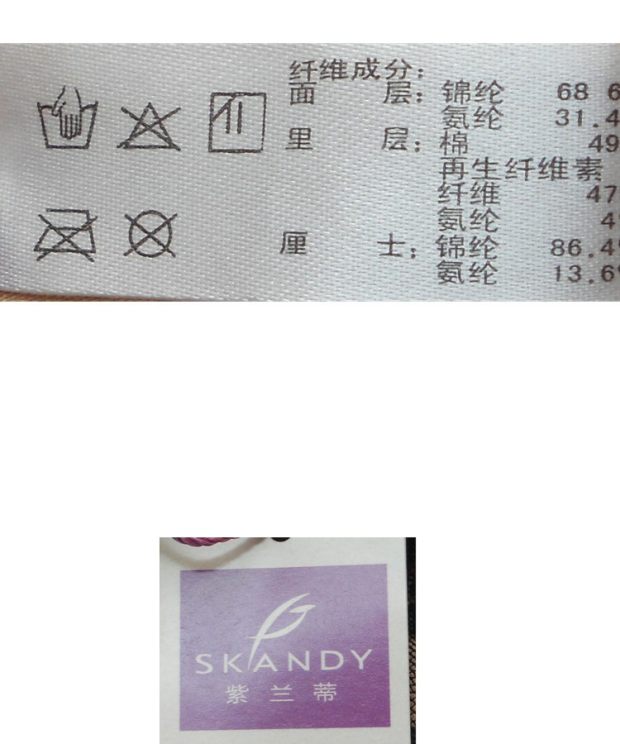 纤维成分：
面 层：锦纶 68 6
氨纶 31.4
里 层：棉 49
再生纤维素
纤维 47
氨纶 4
厘 士：锦纶 86.4%
氨纶 13.6%
SKANDY
紫兰蒂